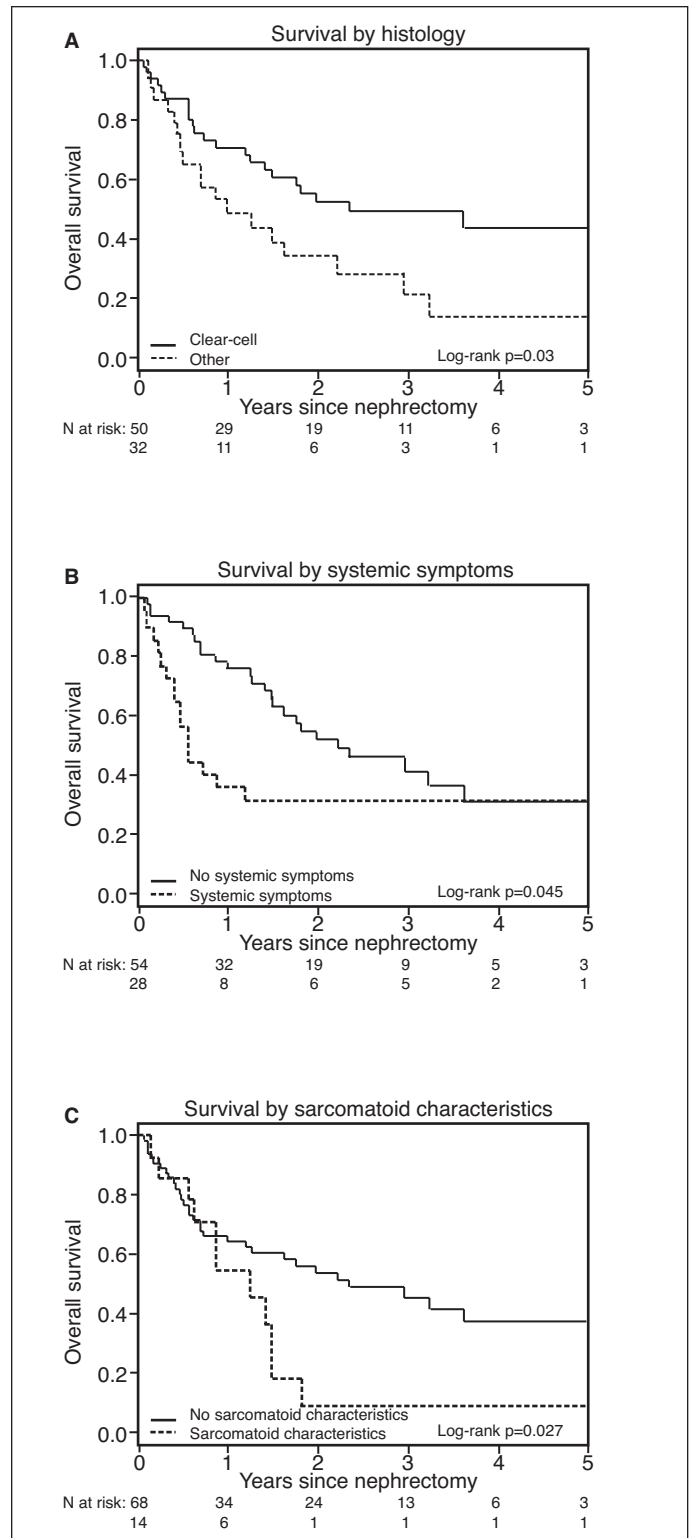 A
Survival by histology
Overall survival
1.0
0.8
0.6
0.4
0.2
0.0
Clear-cell
Other
Log-rank p=0.03
0 1 2 3 4 5
Years since nephrectomy
N at risk: 50 29 19 11 6 3
32 11 6 3 1 1
B
Survival by systemic symptoms
Overall survival
1.0
0.8
0.6
0.4
0.2
0.0
No systemic symptoms
Systemic symptoms
Log-rank p=0.045
0 1 2 3 4 5
Years since nephrectomy
N at risk: 54 32 19 9 5 3
28 8 6 5 2 1
C
Survival by sarcomatoid characteristics
Overall survival
1.0
0.8
0.6
0.4
0.2
0.0
No sarcomatoid characteristics
Sarcomatoid characteristics
Log-rank p=0.027
0 1 2 3 4 5
Years since nephrectomy
N at risk: 68 34 24 13 6 3
14 6 1 1 1 1